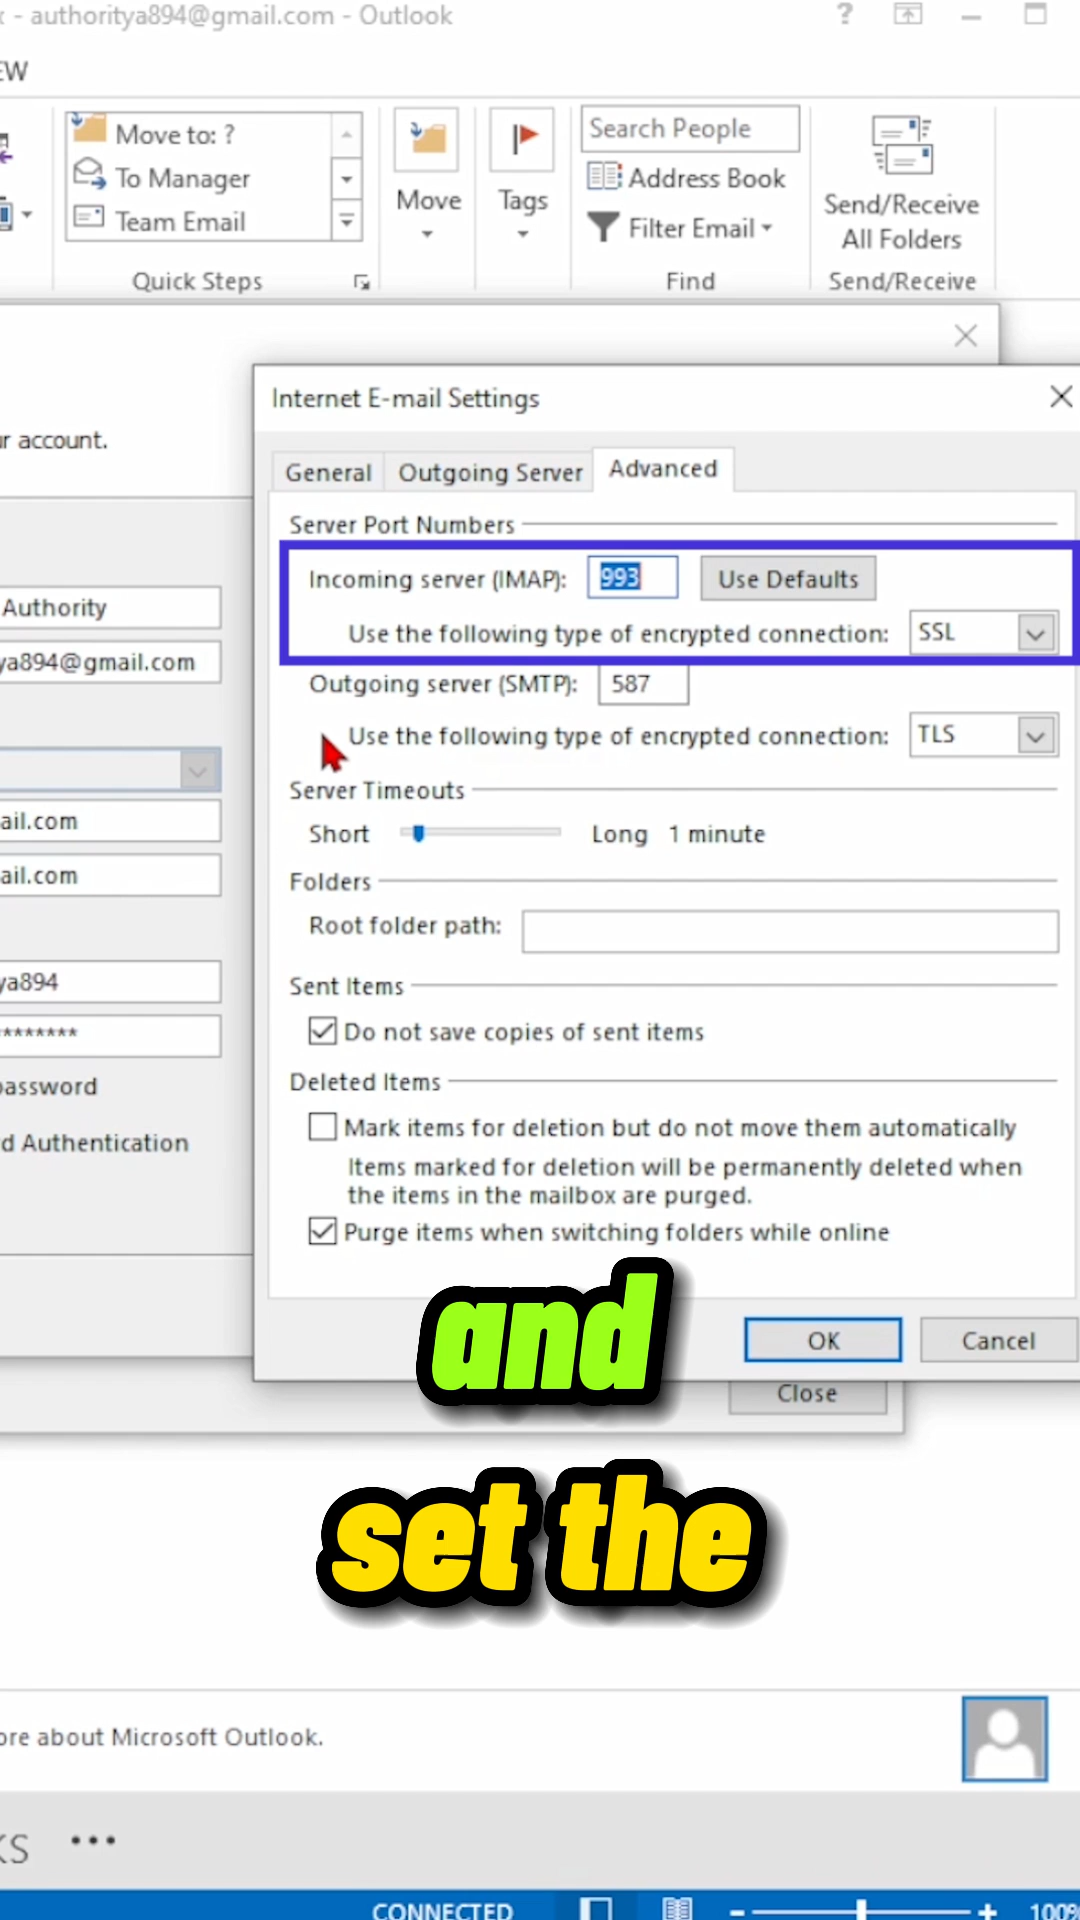 - authoritya894@gmail.com - Outlook
EW
Move to: ?
To Manager
Team Email
Quick Steps
Move
Tags
Search People
Address Book
Filter Email
Find
Send/Receive
All Folders
Send/Receive
r account.
Authority
ya894@gmail.com
ail.com
ail.com
ya894
********
password
d Authentication
Internet E-mail Settings
General
Outgoing Server
Advanced
Server Port Numbers
Incoming server (IMAP): 993 Use Defaults
Use the following type of encrypted connection: SSL
Outgoing server (SMTP): 587
Use the following type of encrypted connection: TLS
Server Timeouts
Short Long 1 minute
Folders
Root folder path:
Sent Items
Do not save copies of sent items
Deleted Items
Mark items for deletion but do not move them automatically
Items marked for deletion will be permanently deleted when
the items in the mailbox are purged.
Purge items when switching folders while online
OK
Cancel
Close
and
set the
ore about Microsoft Outlook.
KS •••
CONNECTED
100%